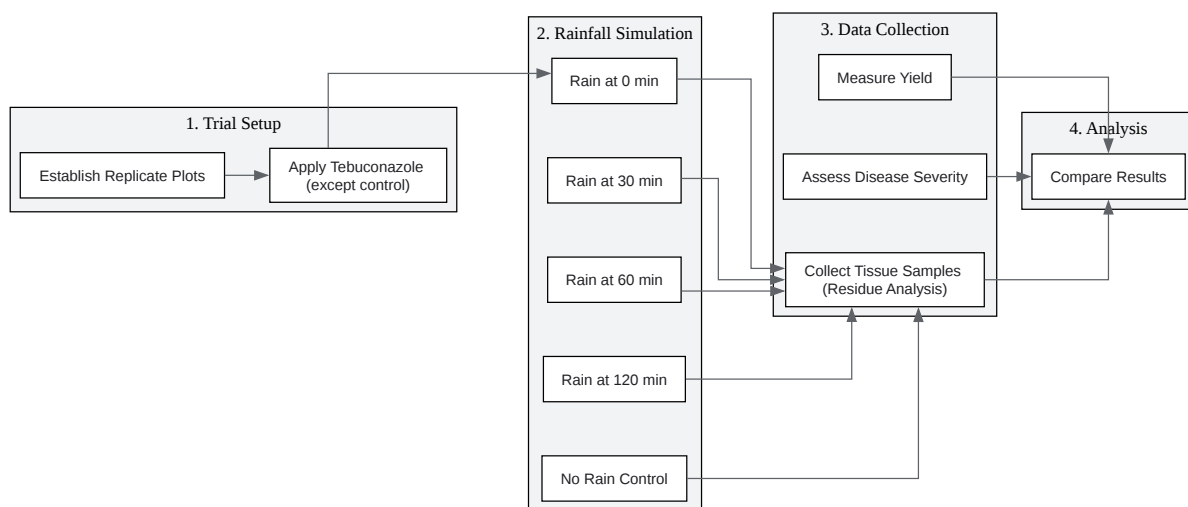 1. Trial Setup
Establish Replicate Plots
Apply Tebuconazole
(except control)
2. Rainfall Simulation
Rain at 0 min
Rain at 30 min
Rain at 60 min
Rain at 120 min
No Rain Control
3. Data Collection
Measure Yield
Assess Disease Severity
Collect Tissue Samples
(Residue Analysis)
4. Analysis
Compare Results